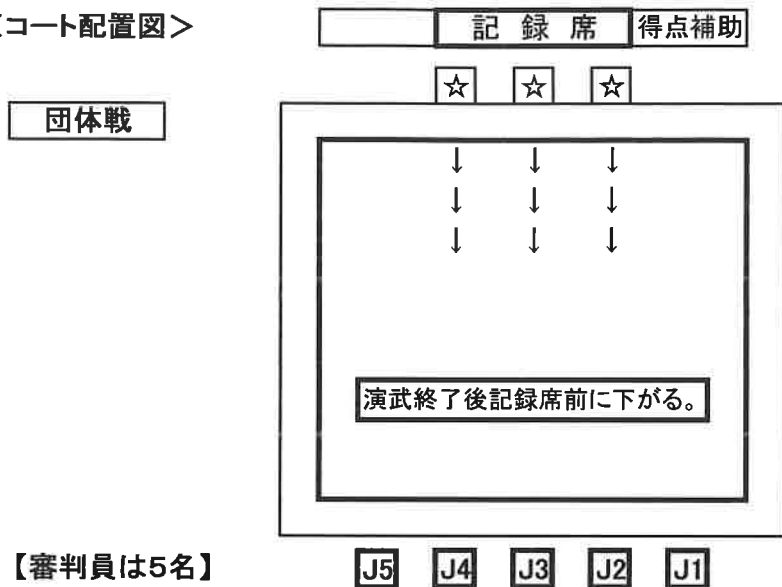 コート配置図＞
記 録 席 得点補助
☆ ☆ ☆
団体戦
↓ ↓ ↓
↓ ↓ ↓
↓ ↓ ↓
演武終了後記録席前に下がる。
【審判員は5名】 J5 J4 J3 J2 J1